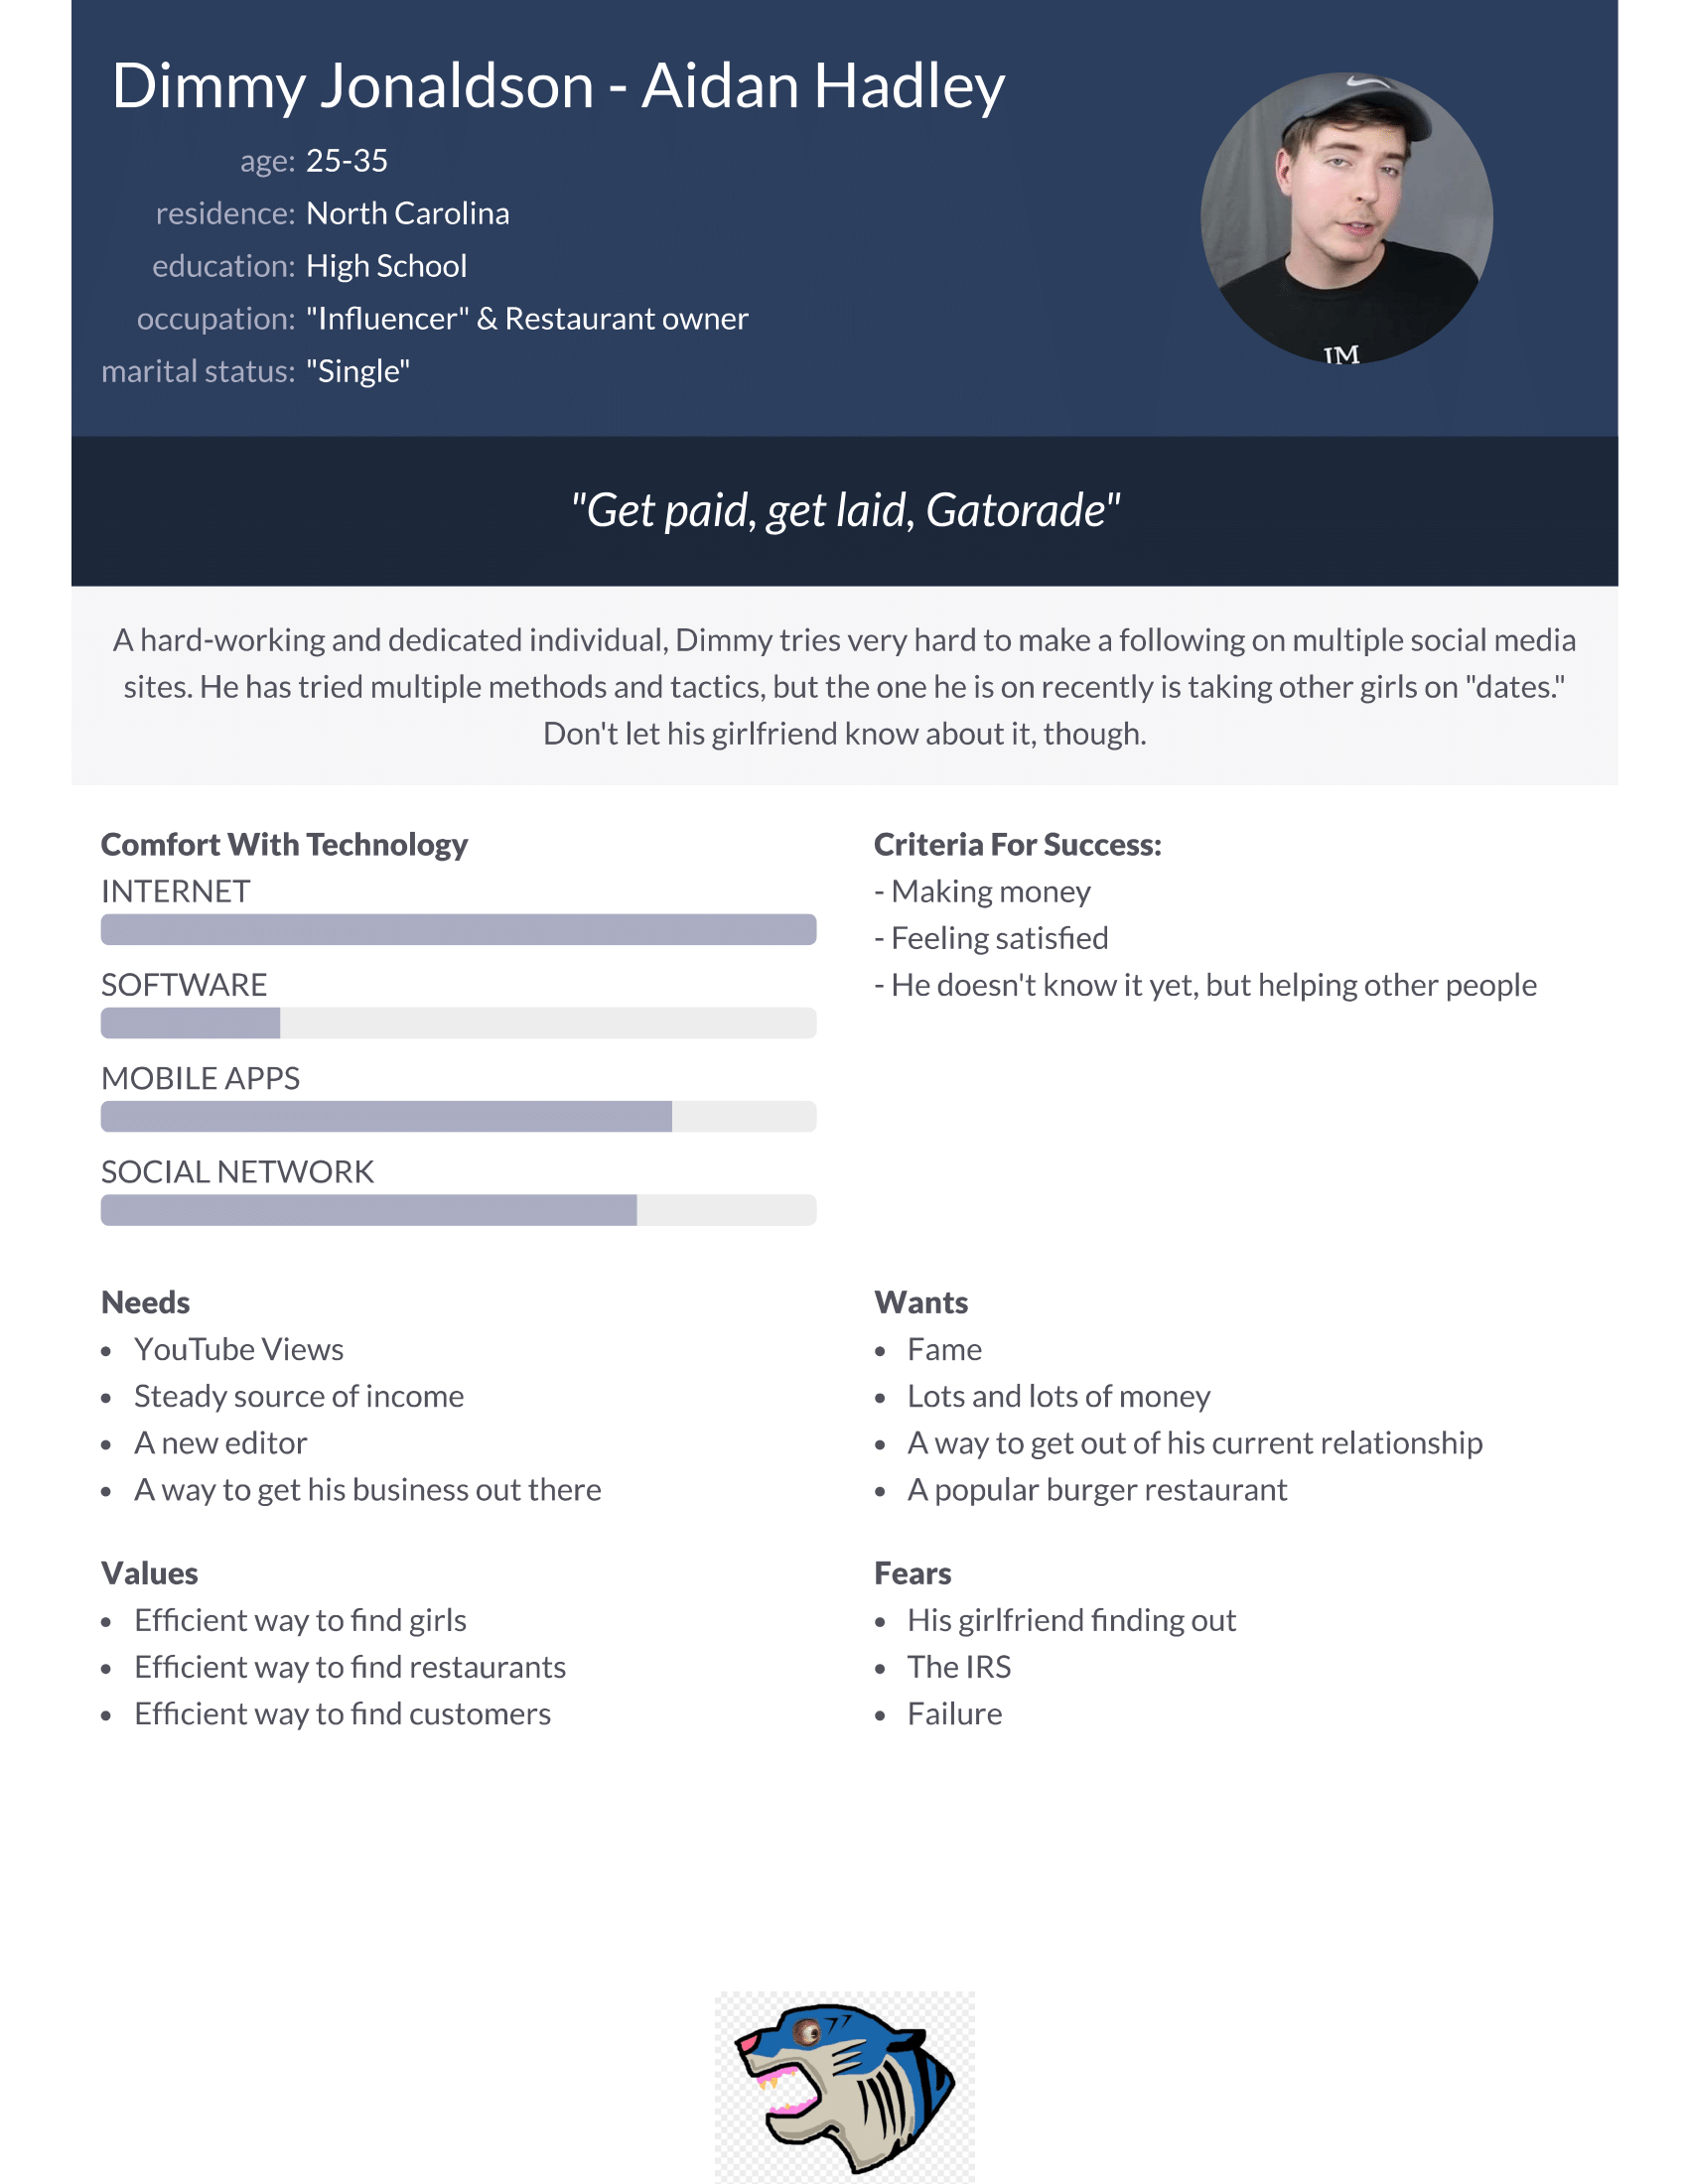 Dimmy Jonaldson - Aidan Hadley
age: 25-35
residence: North Carolina
education: High School
occupation: "Influencer" & Restaurant owner
marital status: "Single"
JM
"Get paid, get laid, Gatorade"
A hard-working and dedicated individual, Dimmy tries very hard to make a following on multiple social media
sites. He has tried multiple methods and tactics, but the one he is on recently is taking other girls on "dates."
Don't let his girlfriend know about it, though.
Comfort With Technology
INTERNET
SOFTWARE
MOBILE APPS
SOCIAL NETWORK
Criteria For Success:
- Making money
- Feeling satisfied
- He doesn't know it yet, but helping other people
Needs
• YouTube Views
• Steady source of income
• A new editor
• A way to get his business out there
Wants
• Fame
• Lots and lots of money
• A way to get out of his current relationship
• A popular burger restaurant
Values
• Efficient way to find girls
• Efficient way to find restaurants
• Efficient way to find customers
Fears
• His girlfriend finding out
• The IRS
• Failure